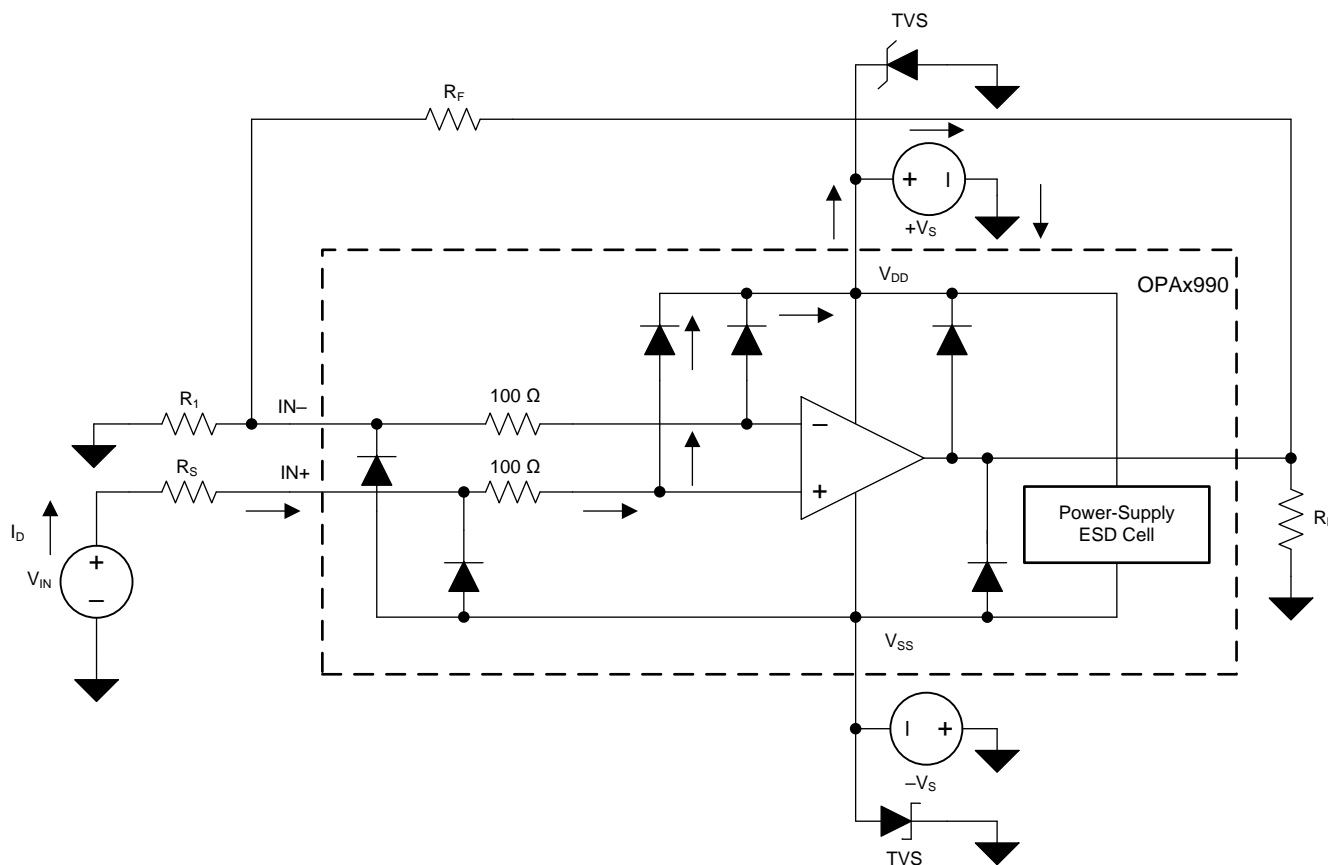 TVS
R_F
+ I
+V_S
V_DD
OPAx990
R_1
IN–
100 Ω
–
R_S
IN+
100 Ω
+
I_D
V_IN
+
–
Power-Supply
ESD Cell
V_SS
I +
–V_S
TVS